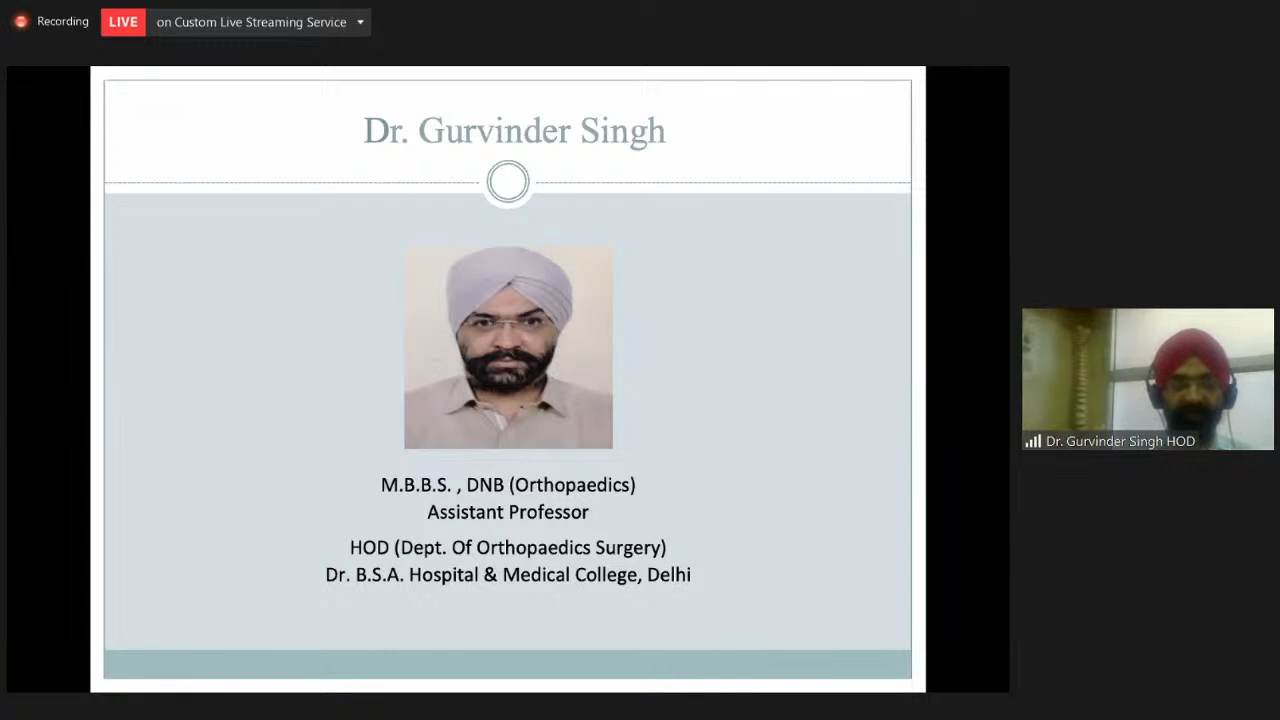 Recording
LIVE on Custom Live Streaming Service
Dr. Gurvinder Singh
M.B.B.S. , DNB (Orthopaedics)
Assistant Professor
HOD (Dept. Of Orthopaedics Surgery)
Dr. B.S.A. Hospital & Medical College, Delhi
Dr. Gurvinder Singh HOD